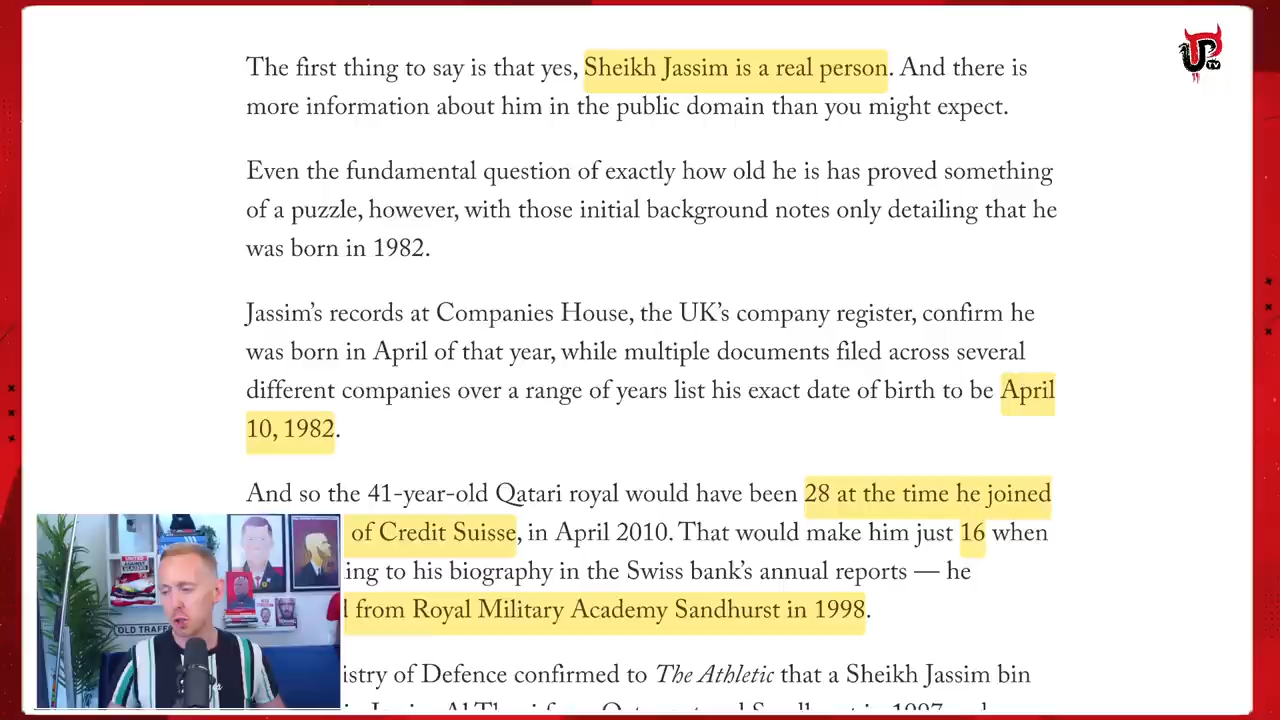 UP
TV
The first thing to say is that yes, Sheikh Jassim is a real person. And there is
more information about him in the public domain than you might expect.
Even the fundamental question of exactly how old he is has proved something
of a puzzle, however, with those initial background notes only detailing that he
was born in 1982.
Jassim’s records at Companies House, the UK’s company register, confirm he
was born in April of that year, while multiple documents filed across several
different companies over a range of years list his exact date of birth to be April
10, 1982.
And so the 41-year-old Qatari royal would have been 28 at the time he joined
of Credit Suisse, in April 2010. That would make him just 16 when
ing to his biography in the Swiss bank’s annual reports — he
from Royal Military Academy Sandhurst in 1998.
istry of Defence confirmed to The Athletic that a Sheikh Jassim bin
OLD TRAFF
UNITED
AGAINST